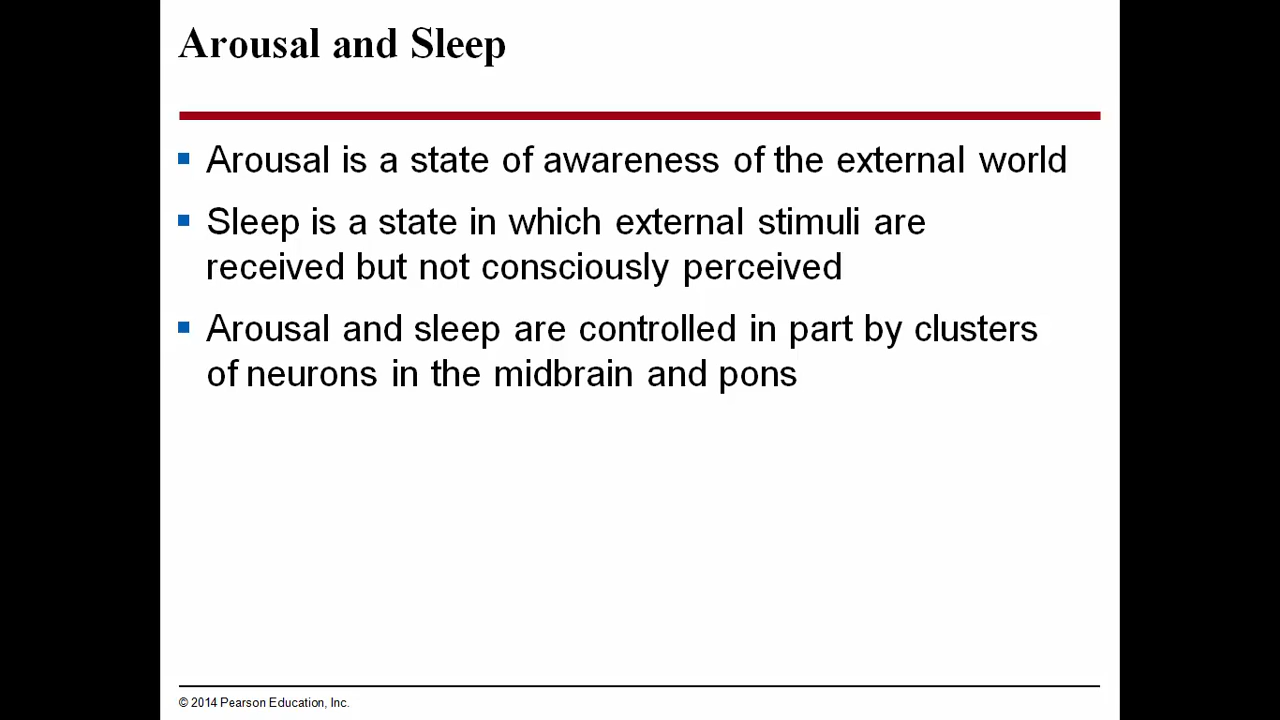 Arousal and Sleep
Arousal is a state of awareness of the external world
Sleep is a state in which external stimuli are
received but not consciously perceived
Arousal and sleep are controlled in part by clusters
of neurons in the midbrain and pons
© 2014 Pearson Education, Inc.